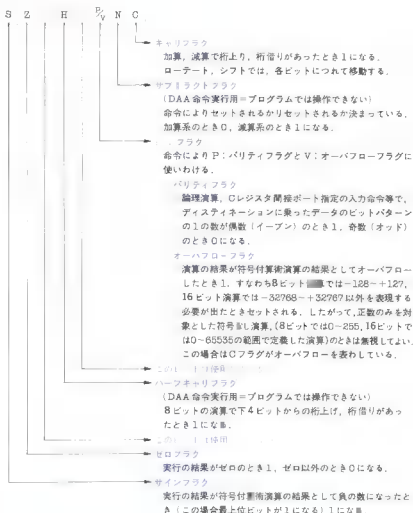 S Z H P/V N C
キャリフラグ
加算，減算で桁上り，桁借りがあったとき1になる．
ローテート，シフトでは，各ビットにつれて移動する．
サブトラクトフラグ
(DAA命令実行用=プログラムでは操作できない)
命令によりセットされるかリセットされるか決まっている．
加算系のとき0，減算系のとき1になる．
フラグ
命令によりP：パリティフラグとV：オーバフローフラグに
使いわける．
パリティフラグ
論理演算，Cレジスタ間接ポート指定の入力命令等で，
ディスティネーションに乗ったデータのビットパターン
の1の数が偶数（イーブン）のとき1，奇数（オッド）
のとき0になる．
オーバフローフラグ
演算の結果が符号付算術演算の結果としてオーバフロー
したとき1．すなわち8ビット 算では−128~+127，
16ビット演算では−32768~+32767以外を表現する
必要が出たときセットされる．したがって，正数のみを対
象とした符号なし演算，(8ビットでは0~255，16ビットで
は0~65535の範囲で定義した演算)のときは無視してよい．
この場合はCフラグがオーバフローを表わしている．
ハーフキャリフラグ
(DAA命令実行用=プログラムでは操作できない)
8ビットの演算で下4ビットからの桁上げ，桁借りがあっ
たとき1になる．
ゼロフラグ
実行の結果がゼロのとき1，ゼロ以外のとき0になる．
サインフラグ
実行の結果が符号付算術演算の結果として負の数になったと
き（この場合最上位ビットが1になる）1になる